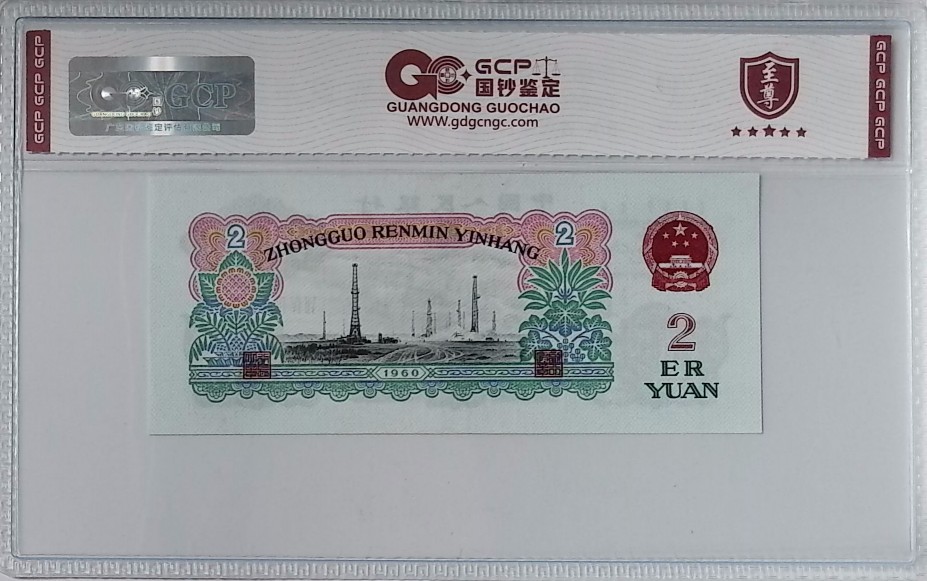 GCP GCP GCP
GCP
国钞鉴定
GUANGDONG GUOCHAO
www.gdgcngc.com
至尊
GCP GCP GCP
GCP
2
ZHONGGUO RENMIN YINHANG
2
1960
2
ER
YUAN